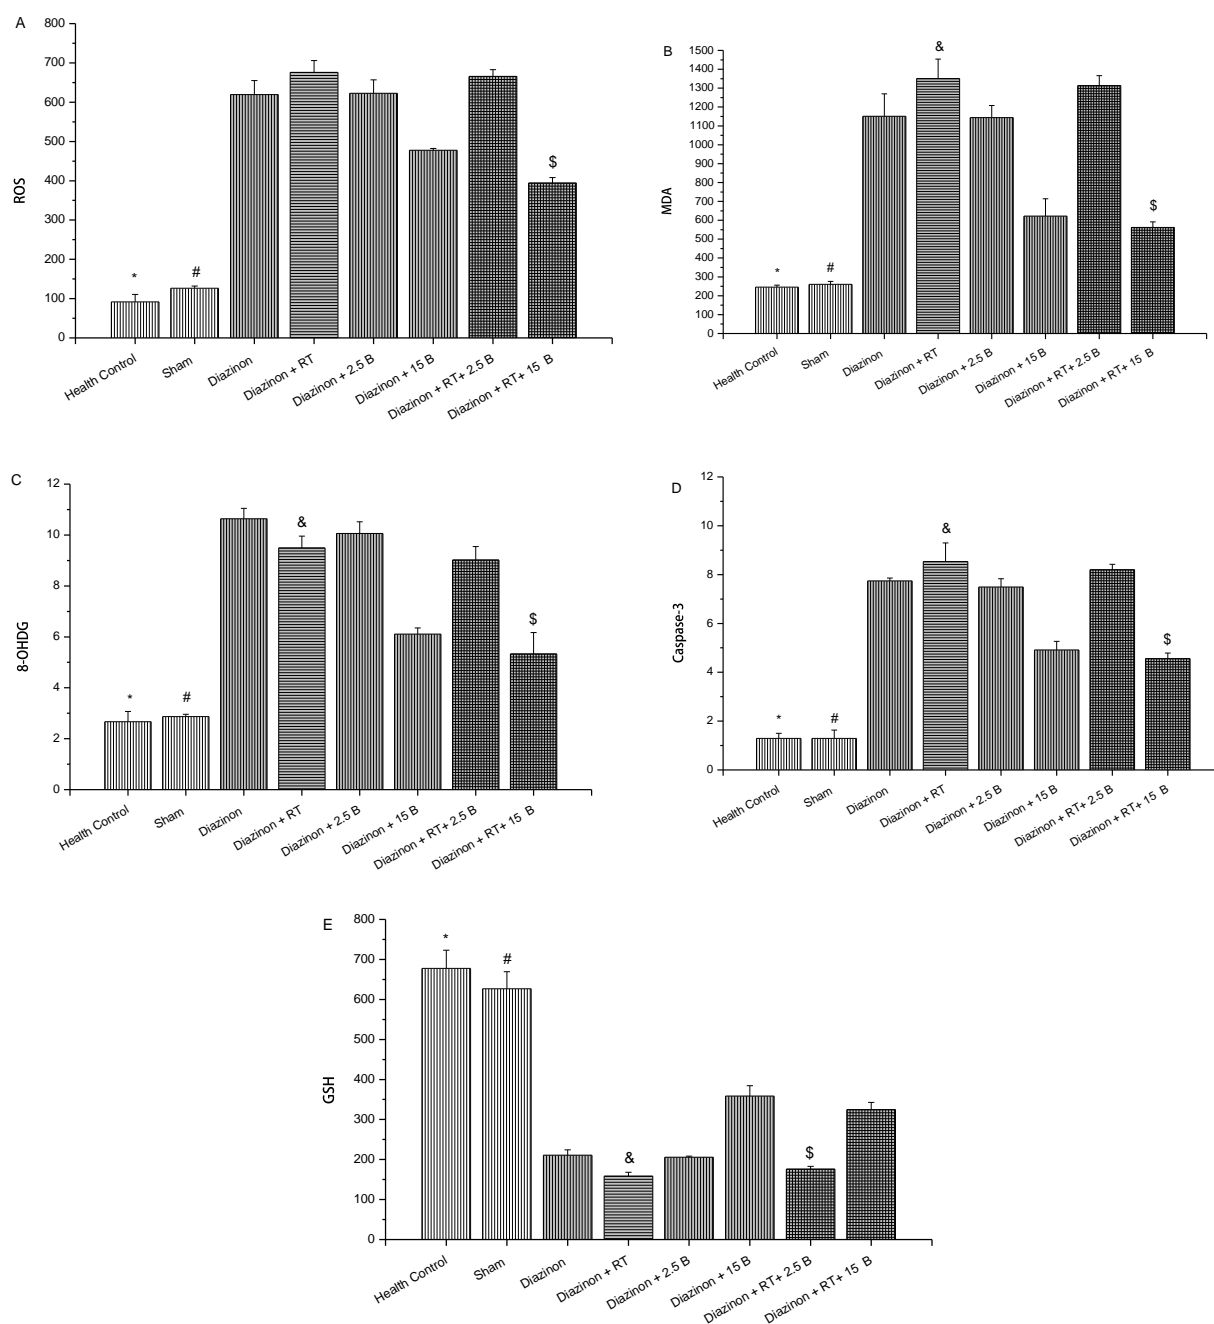 A
800
700
600
500
400
300
200
100
0
ROS
*
#
$
Health Control
Sham
Diazinon
Diazinon + RT
Diazinon + 2.5 B
Diazinon + 15 B
Diazinon + RT+ 2.5 B
Diazinon + RT+ 15 B
B
1500
1400
1300
1200
1100
1000
900
800
700
600
500
400
300
200
100
0
MDA
*
#
&
$
Health Control
Sham
Diazinon
Diazinon + RT
Diazinon + 2.5 B
Diazinon + 15 B
Diazinon + RT+ 2.5 B
Diazinon + RT+ 15 B
C
12
10
8
6
4
2
0
8-OHDG
*
#
&
$
Health Control
Sham
Diazinon
Diazinon + RT
Diazinon + 2.5 B
Diazinon + 15 B
Diazinon + RT+ 2.5 B
Diazinon + RT+ 15 B
D
12
10
8
6
4
2
0
Caspase-3
*
#
&
$
Health Control
Sham
Diazinon
Diazinon + RT
Diazinon + 2.5 B
Diazinon + 15 B
Diazinon + RT+ 2.5 B
Diazinon + RT+ 15 B
E
800
700
600
500
400
300
200
100
0
GSH
*
#
&
$
Health Control
Sham
Diazinon
Diazinon + RT
Diazinon + 2.5 B
Diazinon + 15 B
Diazinon + RT+ 2.5 B
Diazinon + RT+ 15 B